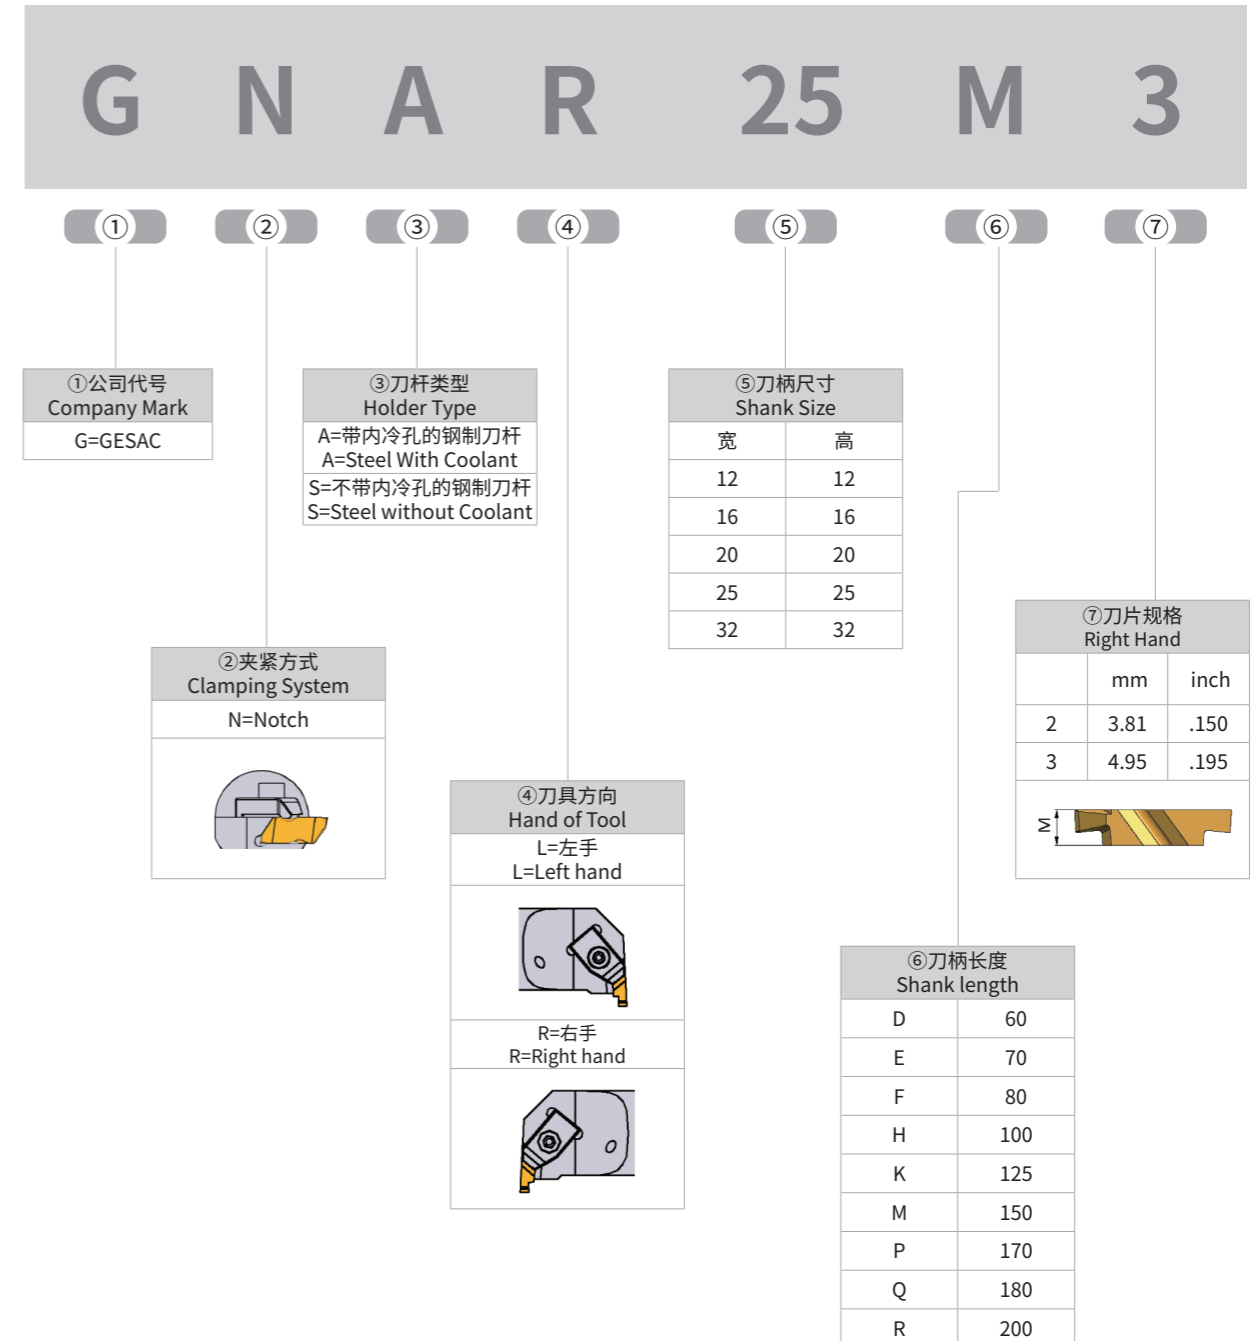 G N A R 25 M 3
① ② ③ ④ ⑤ ⑥ ⑦
①公司代号
Company Mark
G=GESAC
③刀杆类型
Holder Type
A=带内冷孔的钢制刀杆
A=Steel With Coolant
S=不带内冷孔的钢制刀杆
S=Steel without Coolant
⑤刀柄尺寸
Shank Size
宽 高
12 12
16 16
20 20
25 25
32 32
②夹紧方式
Clamping System
N=Notch
⑦刀片规格
Right Hand
mm inch
2 3.81 .150
3 4.95 .195
M
④刀具方向
Hand of Tool
L=左手
L=Left hand
R=右手
R=Right hand
⑥刀柄长度
Shank length
D 60
E 70
F 80
H 100
K 125
M 150
P 170
Q 180
R 200